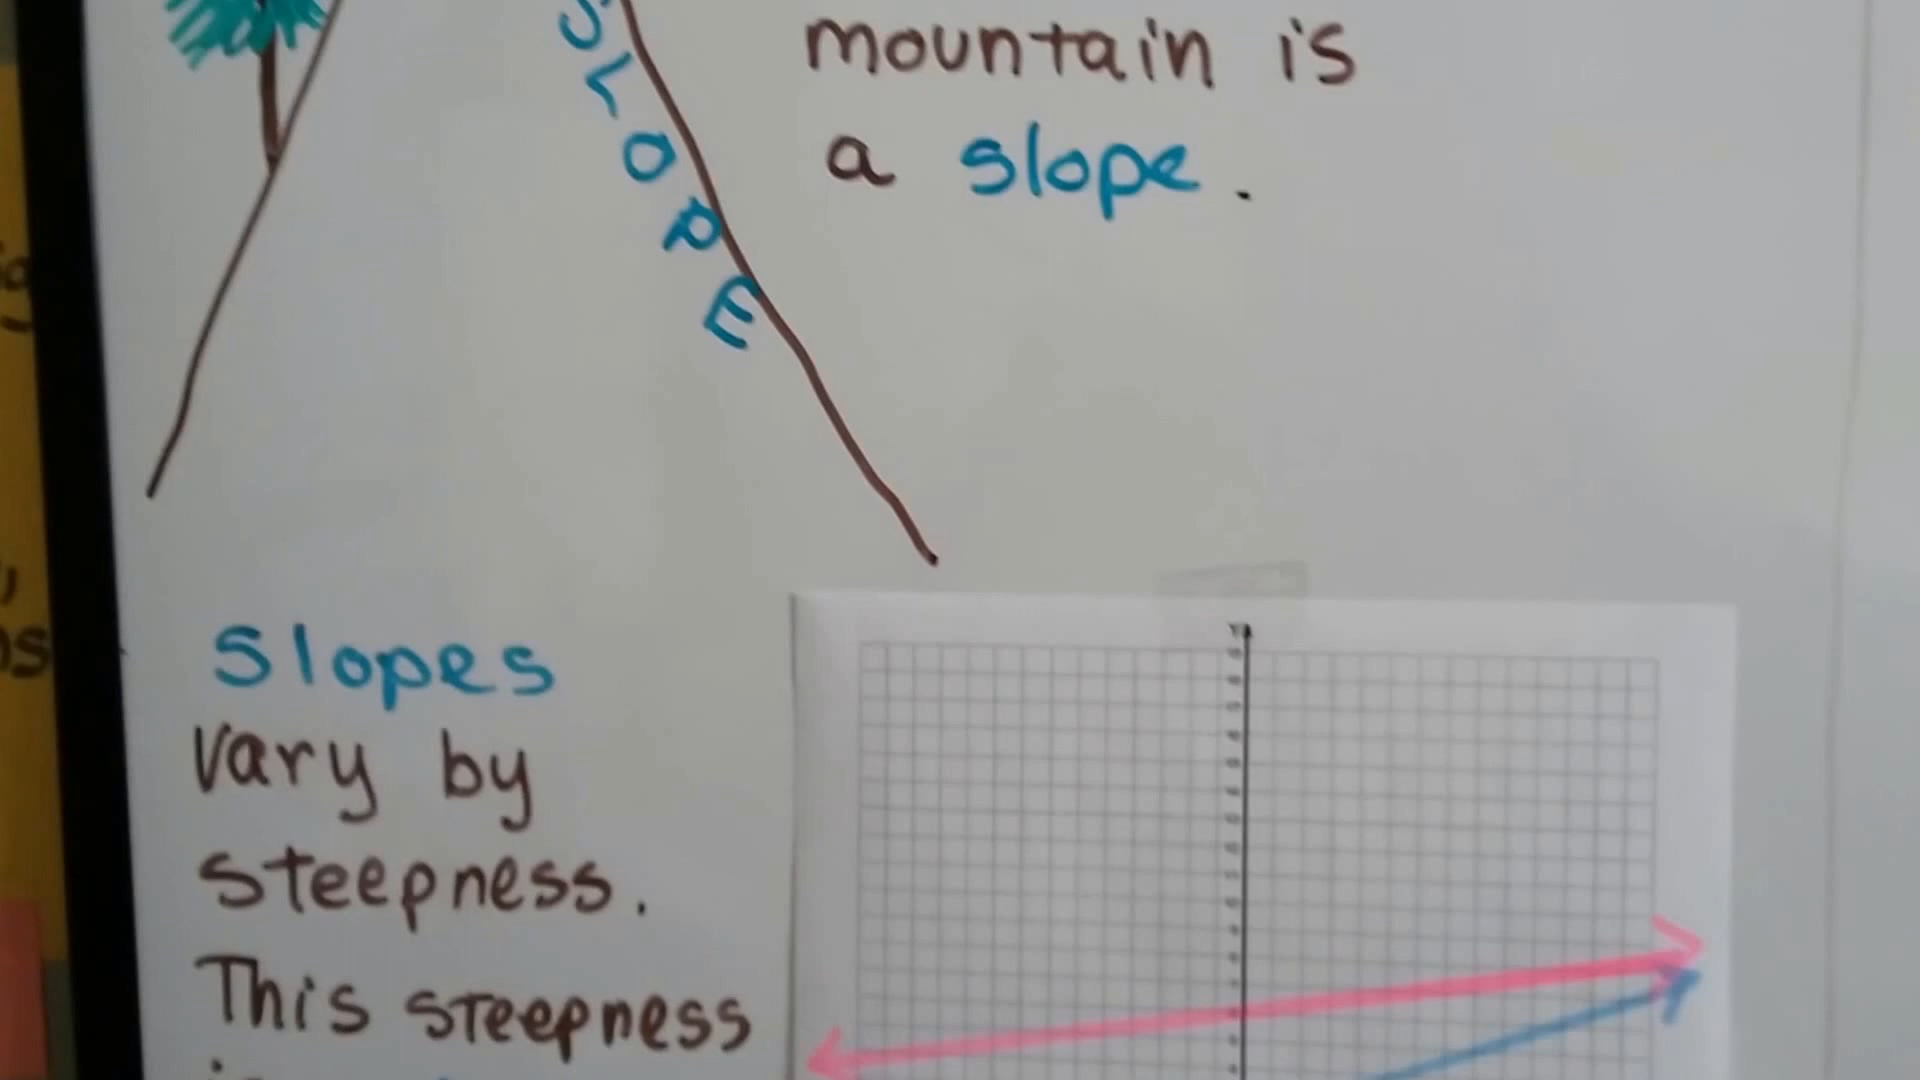 mountain is
a slope.
SLOPE
Slopes
vary by
steepness.
This steepness